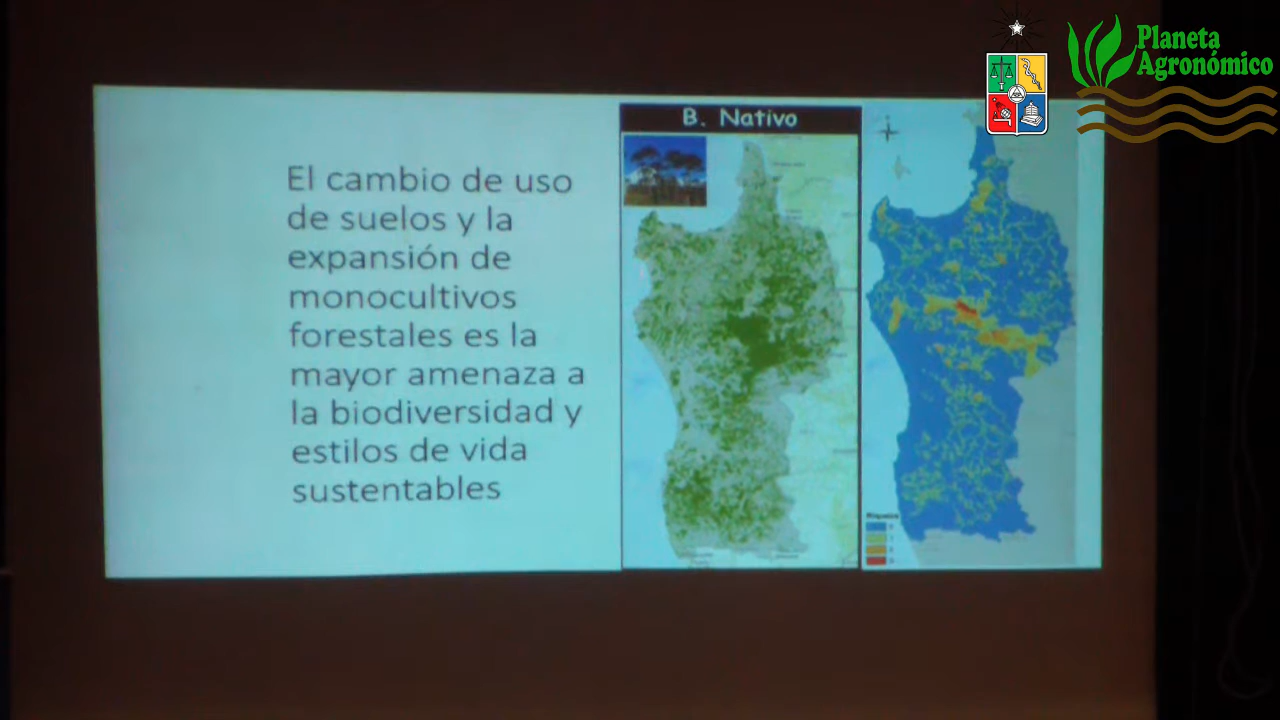 Planeta
Agronómico
B. Nativo
El cambio de uso
de suelos y la
expansión de
monocultivos
forestales es la
mayor amenaza a
la biodiversidad y
estilos de vida
sustentables